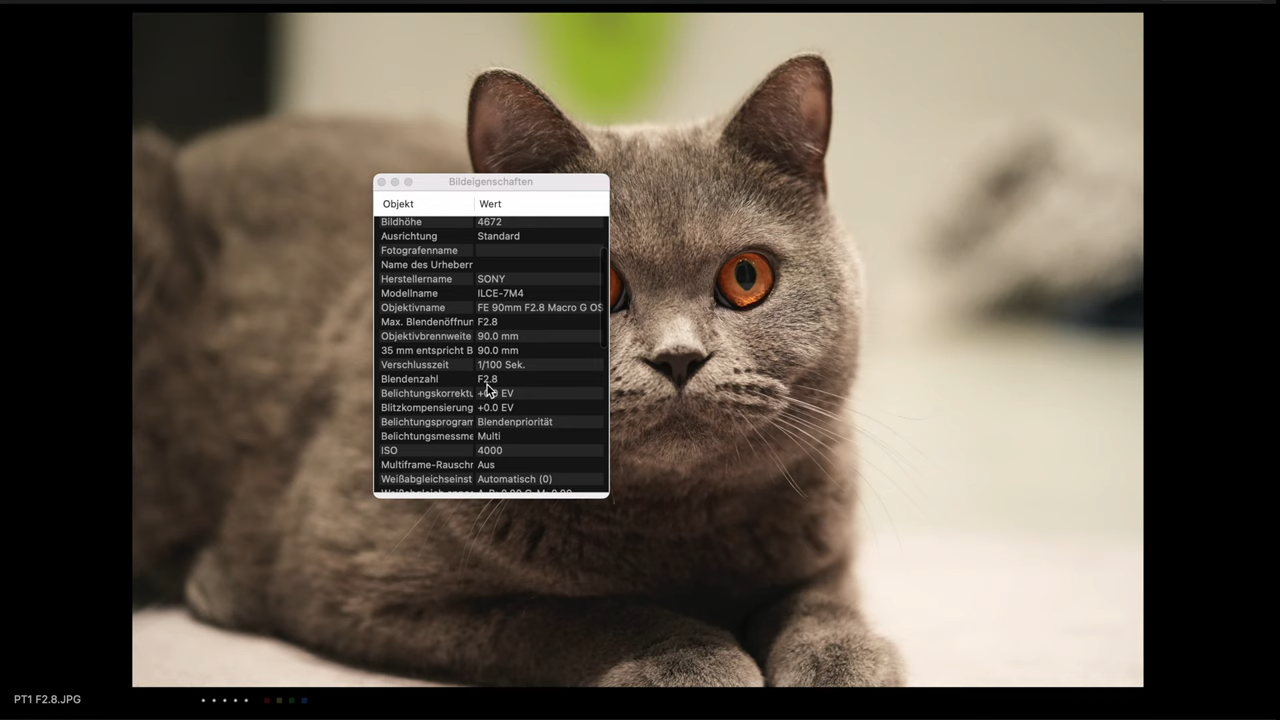 Bildeigenschaften
Objekt Wert
Bildhöhe 4672
Ausrichtung Standard
Fotografenname
Name des Urheberr
Herstellername SONY
Modellname ILCE-7M4
Objektivname FE 90mm F2.8 Macro G OS
Max. Blendenöffnun F2.8
Objektivbrennweite 90.0 mm
35 mm entspricht B 90.0 mm
Verschlusszeit 1/100 Sek.
Blendenzahl F2.8
Belichtungskorrektu EV
Blitzkompensierung +0.0 EV
Belichtungsprogram Blendenpriorität
Belichtungsmessme Multi
ISO 4000
Multiframe-Rauschr Aus
Weißabgleichseinst Automatisch (0)
PT1 F2.8.JPG